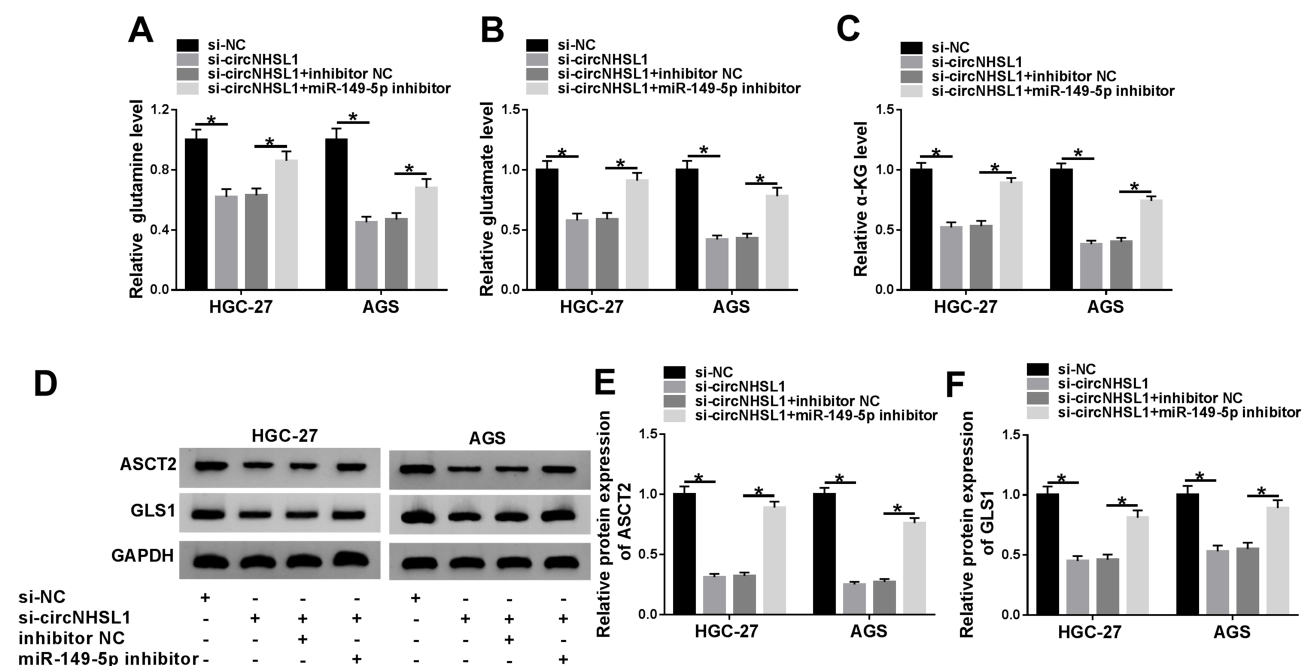 A
si-NC
si-circNHSL1
si-circNHSL1+inhibitor NC
si-circNHSL1+miR-149-5p inhibitor
Relative glutamine level
1.2
0.8
0.4
0.0
* * * *
HGC-27 AGS
B
si-NC
si-circNHSL1
si-circNHSL1+inhibitor NC
si-circNHSL1+miR-149-5p inhibitor
Relative glutamate level
1.5
1.0
0.5
0.0
* * * *
HGC-27 AGS
C
si-NC
si-circNHSL1
si-circNHSL1+inhibitor NC
si-circNHSL1+miR-149-5p inhibitor
Relative α-KG level
1.5
1.0
0.5
0.0
* * * *
HGC-27 AGS
D
HGC-27 AGS
ASCT2
GLS1
GAPDH
si-NC + - - - + - - -
si-circNHSL1 - + + + - + + +
inhibitor NC - - + - - - + -
miR-149-5p inhibitor - - - + - - - +
E
si-NC
si-circNHSL1
si-circNHSL1+inhibitor NC
si-circNHSL1+miR-149-5p inhibitor
Relative protein expression
of ASCT2
1.5
1.0
0.5
0.0
* * * *
HGC-27 AGS
F
si-NC
si-circNHSL1
si-circNHSL1+inhibitor NC
si-circNHSL1+miR-149-5p inhibitor
Relative protein expression
of GLS1
1.5
1.0
0.5
0.0
* * * *
HGC-27 AGS